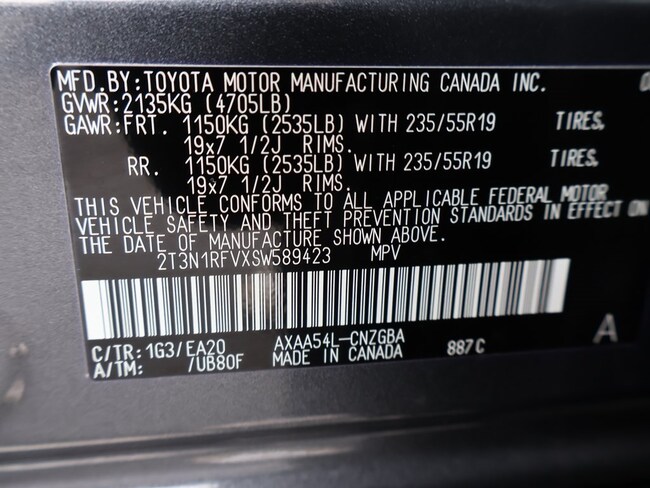 MFD.BY:TOYOTA MOTOR MANUFACTURING CANADA INC.
GVWR:2135KG (4705LB)
GAWR:FRT. 1150KG (2535LB) WITH 235/55R19 TIRES,
19x7 1/2J RIMS.
RR. 1150KG (2535LB) WITH 235/55R19 TIRES,
19x7 1/2J RIMS.
THIS VEHICLE CONFORMS TO ALL APPLICABLE FEDERAL MOTOR
VEHICLE SAFETY AND THEFT PREVENTION STANDARDS IN EFFECT ON
THE DATE OF MANUFACTURE SHOWN ABOVE.
2T3N1RFVXSW589423 MPV
C/TR: 1G3/EA20 AXAA54L-CNZGBA 887C A
A/TM: /UB80F MADE IN CANADA